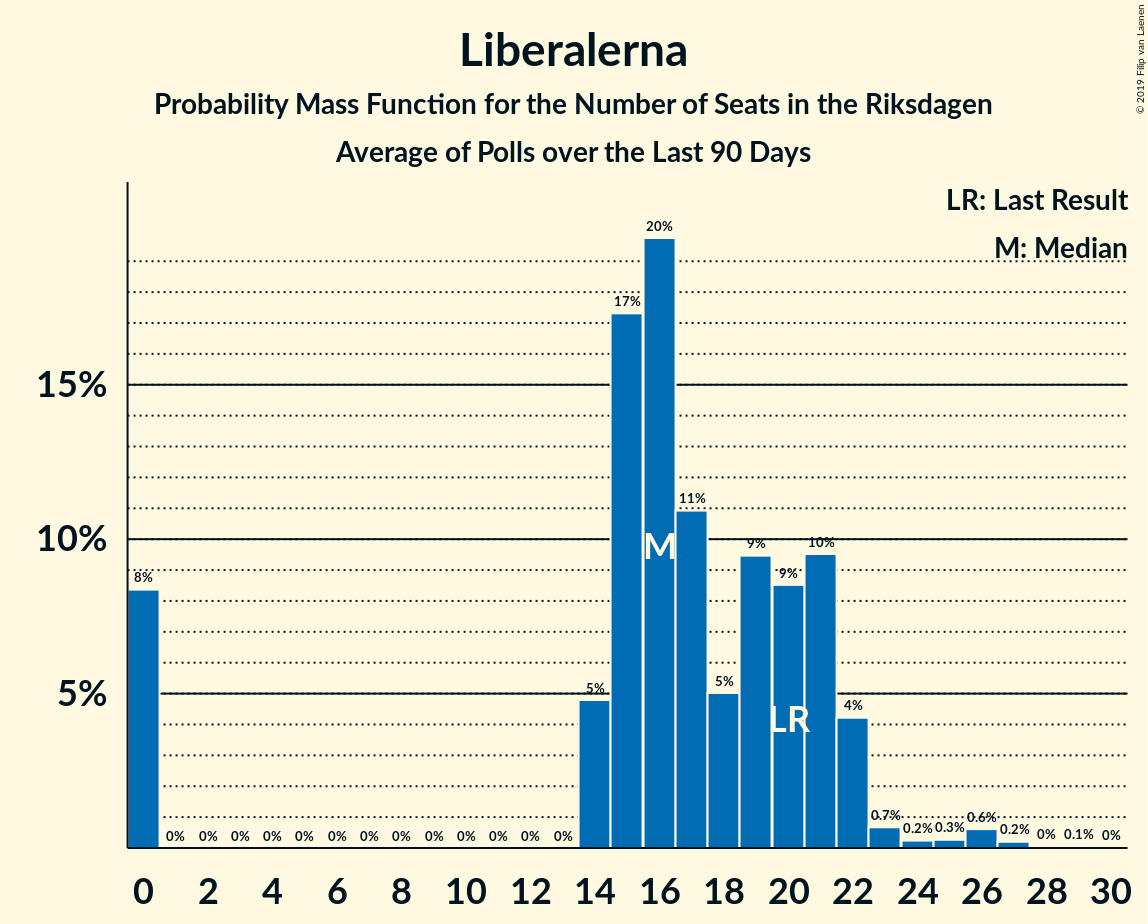 Liberalerna
Probability Mass Function for the Number of Seats in the Riksdagen
Average of Polls over the Last 90 Days
© 2019 Filip van Laenen
LR: Last Result
M: Median
20%
17%
15%
11%
10%
9%
10%
9%
8%
5%
5%
5%
4%
M
LR
0% 0% 0% 0% 0% 0% 0% 0% 0% 0% 0% 0% 0% 0.7% 0.2% 0.3% 0.6% 0.2% 0% 0.1% 0%
0 2 4 6 8 10 12 14 16 18 20 22 24 26 28 30